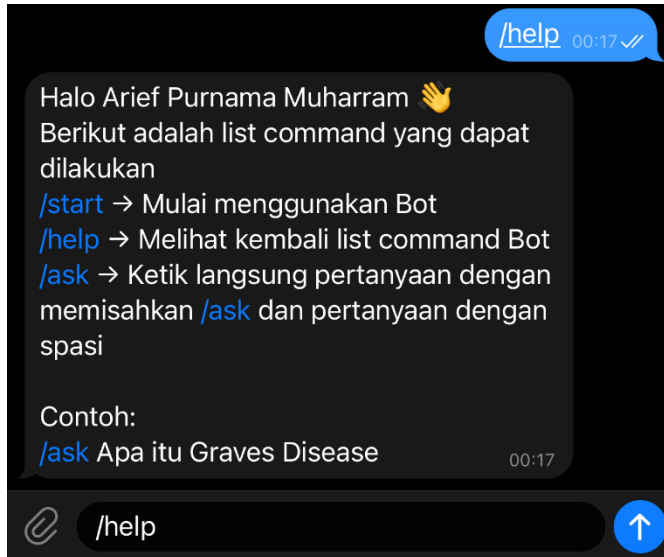 /help 00:17
Halo Arief Purnama Muharram 👋
Berikut adalah list command yang dapat
dilakukan
/start → Mulai menggunakan Bot
/help → Melihat kembali list command Bot
/ask → Ketik langsung pertanyaan dengan
memisahkan /ask dan pertanyaan dengan
spasi
Contoh:
/ask Apa itu Graves Disease
00:17
/help